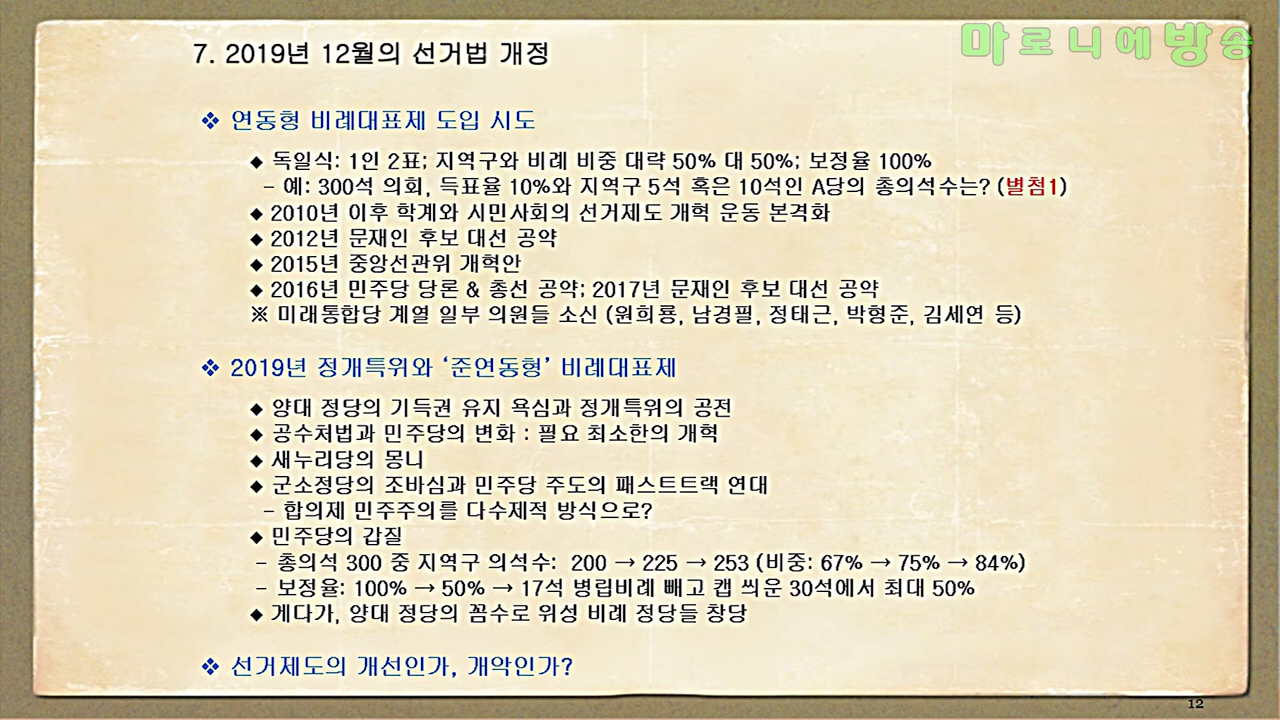 마로니에방송
7. 2019년 12월의 선거법 개정
❖ 연동형 비례대표제 도입 시도
◆ 독일식: 1인 2표; 지역구와 비례 비중 대략 50% 대 50%; 보정율 100%
– 예: 300석 의회, 득표율 10%와 지역구 5석 혹은 10석인 A당의 총의석수는? (별첨1)
◆ 2010년 이후 학계와 시민사회의 선거제도 개혁 운동 본격화
◆ 2012년 문재인 후보 대선 공약
◆ 2015년 중앙선관위 개혁안
◆ 2016년 민주당 당론 & 총선 공약; 2017년 문재인 후보 대선 공약
※ 미래통합당 계열 일부 의원들 소신 (원희룡, 남경필, 정태근, 박형준, 김세연 등)
❖ 2019년 정개특위와 ‘준연동형’ 비례대표제
◆ 양대 정당의 기득권 유지 욕심과 정개특위의 공전
◆ 공수처법과 민주당의 변화 : 필요 최소한의 개혁
◆ 새누리당의 몽니
◆ 군소정당의 조바심과 민주당 주도의 패스트트랙 연대
– 합의제 민주주의를 다수제적 방식으로?
◆ 민주당의 갑질
– 총의석 300 중 지역구 의석수: 200 → 225 → 253 (비중: 67% → 75% → 84%)
– 보정율: 100% → 50% → 17석 병립비례 빼고 캡 씌운 30석에서 최대 50%
◆ 게다가, 양대 정당의 꼼수로 위성 비례 정당들 창당
❖ 선거제도의 개선인가, 개악인가?
12